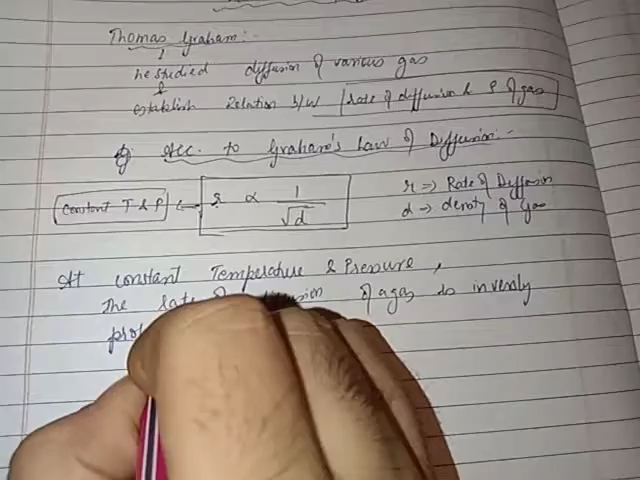 Thomas Graham:-
he studied diffusion of various gas
&
establish Relation b/w rate of diffusion & ρ of gas
Acc. to Graham's Law of Diffusion:-
Constant T & P ← r ∝ 1/√d r => Rate of Diffusion
d -> density of Gas
At constant Temperature & Pressure,
The rate of of a gas is inversly